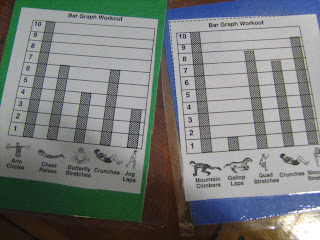 Bar Graph Workout
10
9
8
7
6
5
4
3
2
1
Arm
Circles
Chest
Raises
Butterfly
Stretches
Crunches
Jog
Laps
Bar Graph Workout
10
9
8
7
6
5
4
3
2
1
Mountain
Climbers
Gallop
Laps
Quad
Stretches
Crunches